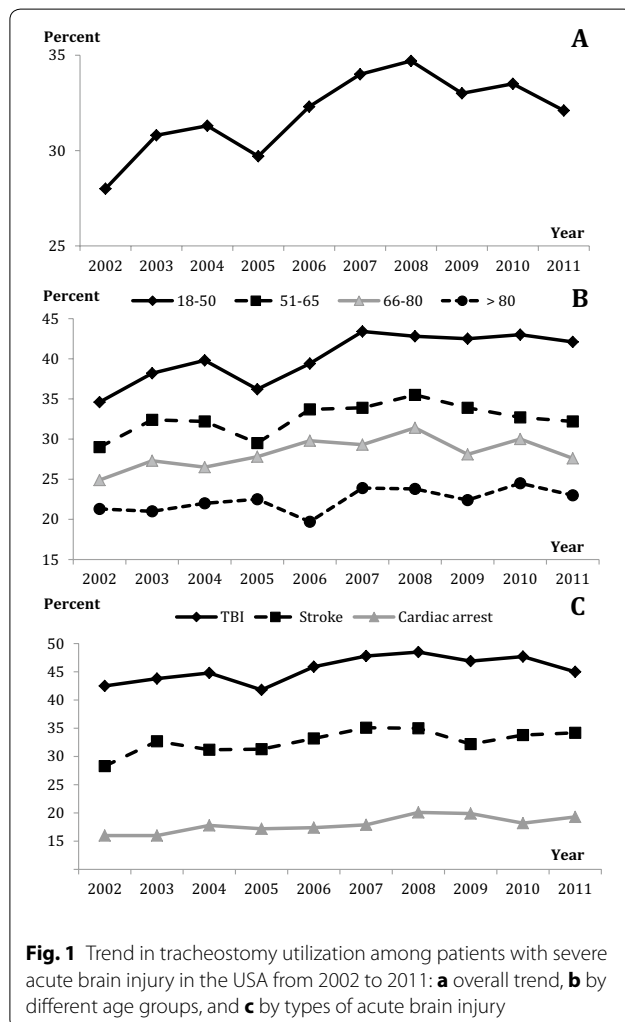 Percent
A
35
30
25
Year
2002 2003 2004 2005 2006 2007 2008 2009 2010 2011
Percent
18-50 51-65 66-80 > 80
B
45
40
35
30
25
20
15
Year
2002 2003 2004 2005 2006 2007 2008 2009 2010 2011
Percent
C
TBI Stroke Cardiac arrest
50
45
40
35
30
25
20
15
Year
2002 2003 2004 2005 2006 2007 2008 2009 2010 2011
Fig. 1 Trend in tracheostomy utilization among patients with severe
acute brain injury in the USA from 2002 to 2011: a overall trend, b by
different age groups, and c by types of acute brain injury